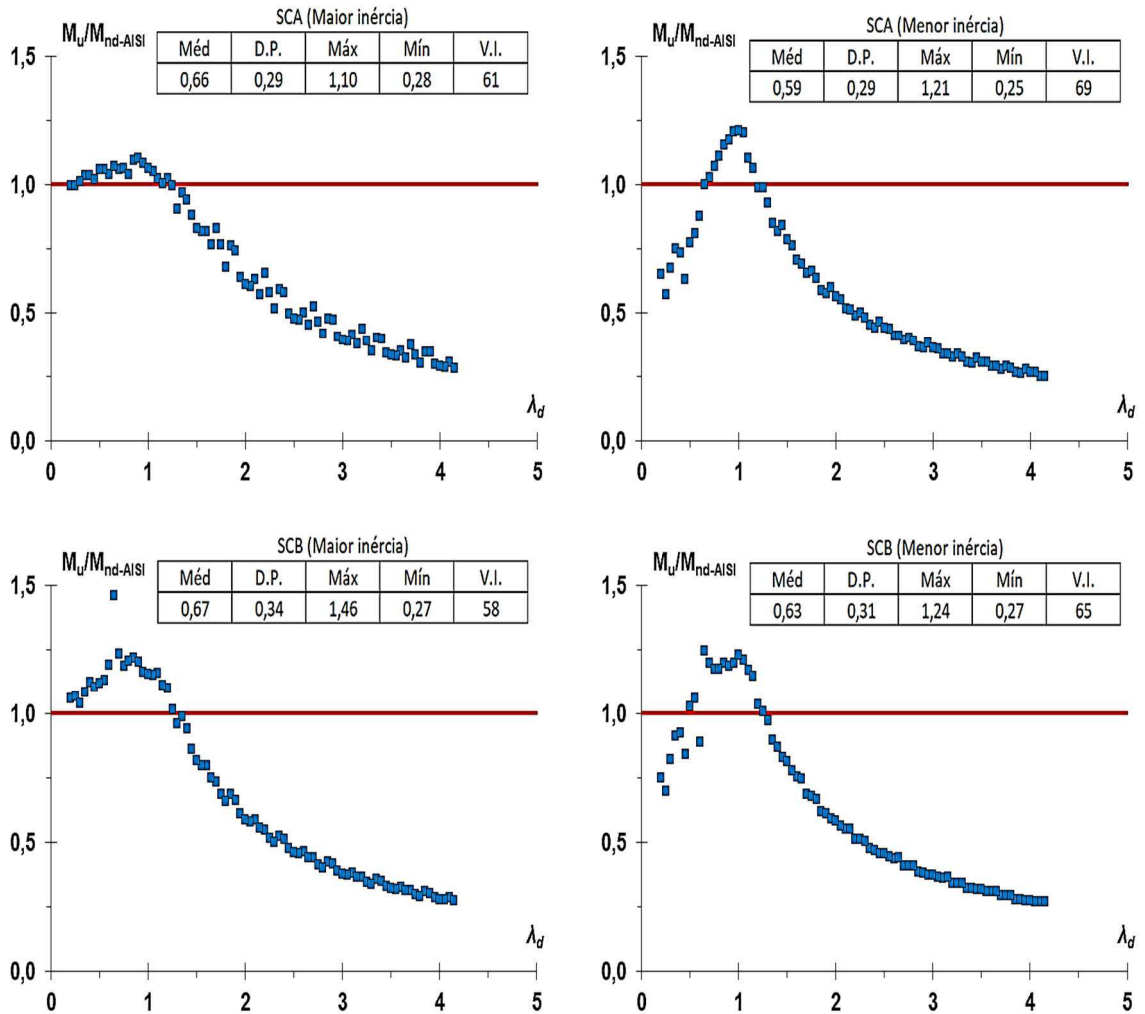 SCA (Maior inércia)
Mu/Mnd-AISI
Méd D.P. Máx Mín V.I.
0,66 0,29 1,10 0,28 61
1,5
1,0
0,5
0,0
0 1 2 3 4 5
λd
SCA (Menor inércia)
Mu/Mnd-AISI
Méd D.P. Máx Mín V.I.
0,59 0,29 1,21 0,25 69
1,5
1,0
0,5
0,0
0 1 2 3 4 5
λd
SCB (Maior inércia)
Mu/Mnd-AISI
Méd D.P. Máx Mín V.I.
0,67 0,34 1,46 0,27 58
1,5
1,0
0,5
0,0
0 1 2 3 4 5
λd
SCB (Menor inércia)
Mu/Mnd-AISI
Méd D.P. Máx Mín V.I.
0,63 0,31 1,24 0,27 65
1,5
1,0
0,5
0,0
0 1 2 3 4 5
λd